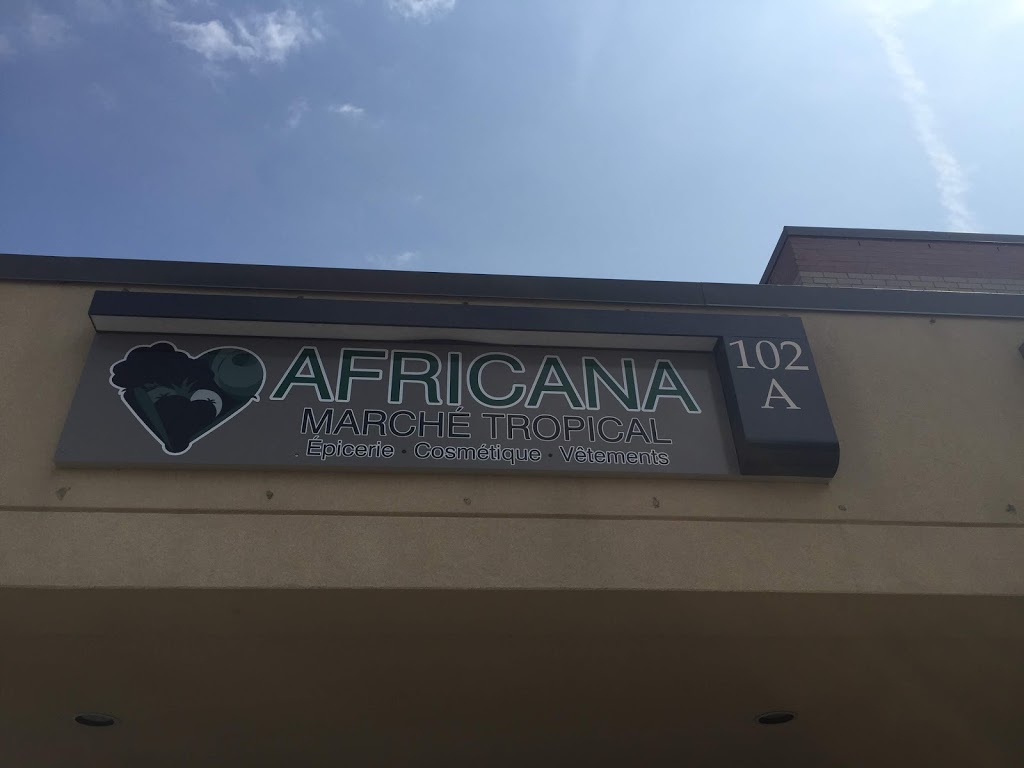 AFRICANA
MARCHÉ TROPICAL
Épicerie · Cosmétique · Vêtements
102
A